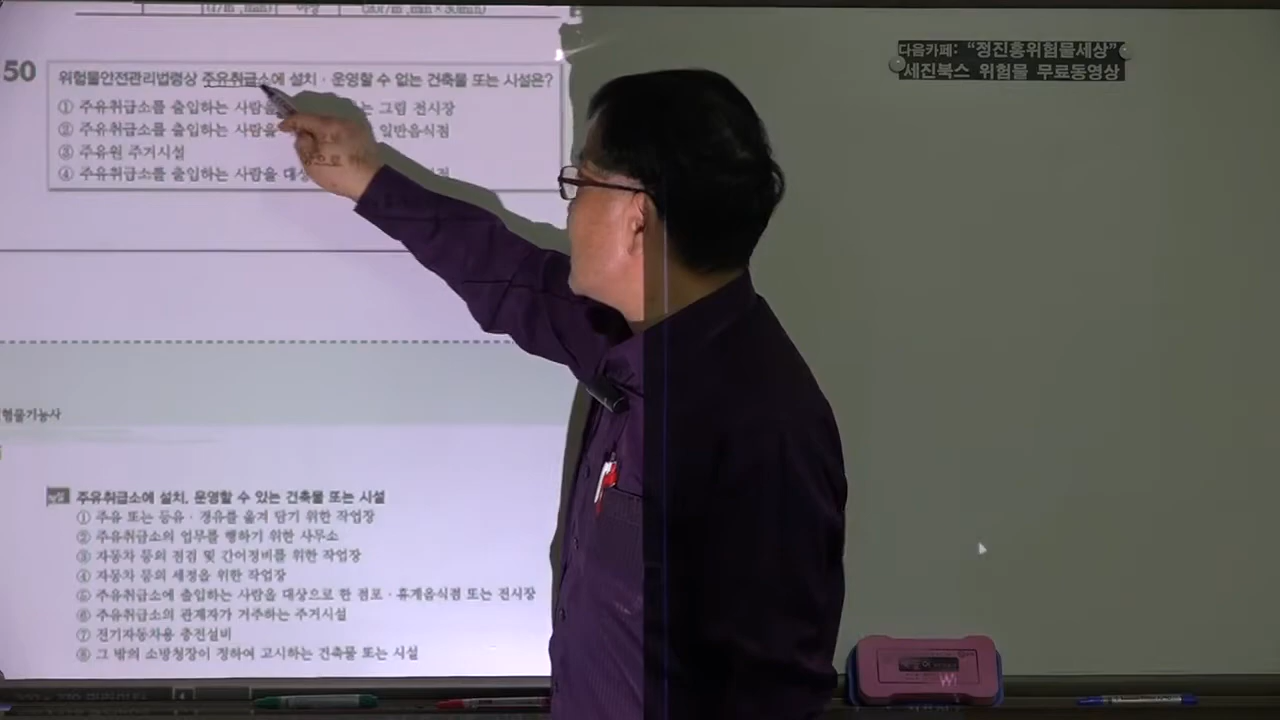 이상
50
위험물안전관리법령상 주유취급소에 설치·운영할 수 없는 건축물 또는 시설은?
① 주유취급소를 출입하는 사람을 는 그림 전시장
② 주유취급소를 출입하는 사람을 일반음식점
③ 주유원 주거시설
④ 주유취급소를 출입하는 사람을 대상으로
험물기능사
주유취급소에 설치, 운영할 수 있는 건축물 또는 시설
① 주유 또는 등유·경유를 옮겨 담기 위한 작업장
② 주유취급소의 업무를 행하기 위한 사무소
③ 자동차 등의 점검 및 간이정비를 위한 작업장
④ 자동차 등의 세정을 위한 작업장
⑤ 주유취급소에 출입하는 사람을 대상으로 한 점포·휴게음식점 또는 전시장
⑥ 주유취급소의 관계자가 거주하는 주거시설
⑦ 전기자동차용 충전설비
⑧ 그 밖의 소방청장이 정하여 고시하는 건축물 또는 시설
다음카페: "정진홍위험물세상"
세진북스 위험물 무료동영상